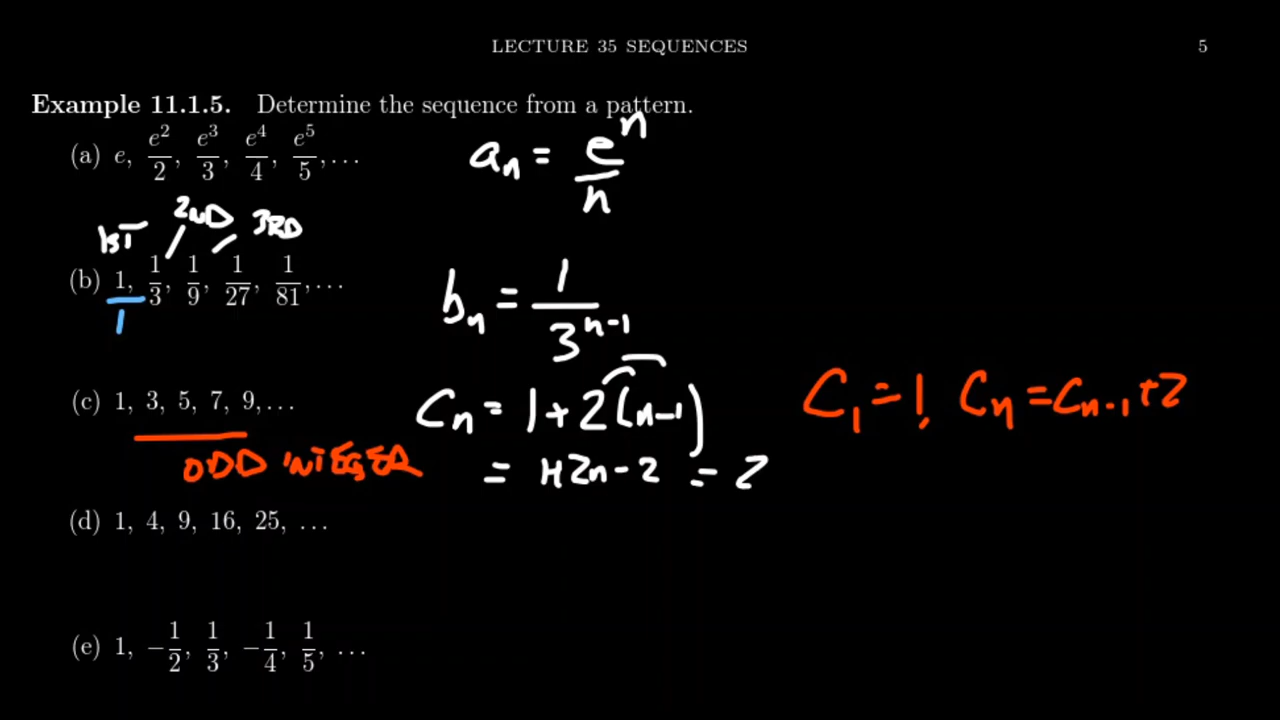 LECTURE 35 SEQUENCES 5
Example 11.1.5. Determine the sequence from a pattern.
(a) e, e²/2, e³/3, e⁴/4, e⁵/5, ... aₙ = eⁿ/n
1ST 2ND 3RD
(b) 1, 1/3, 1/9, 1/27, 1/81, ... bₙ = 1/3ⁿ⁻¹
1
(c) 1, 3, 5, 7, 9, ... Cₙ = 1+2(n-1) C₁ = 1, Cₙ = Cₙ₋₁ +2
ODD INTEGER = 1+2n-2 = 2
(d) 1, 4, 9, 16, 25, ...
(e) 1, -1/2, 1/3, -1/4, 1/5, ...